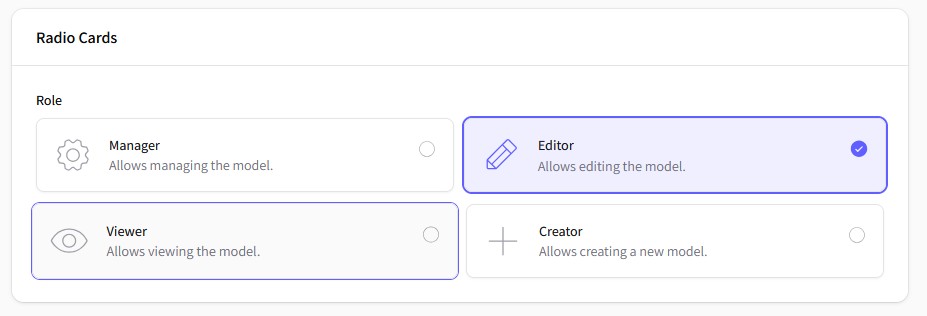 Radio Cards
Role
Manager
Allows managing the model.
Editor
Allows editing the model.
Viewer
Allows viewing the model.
Creator
Allows creating a new model.